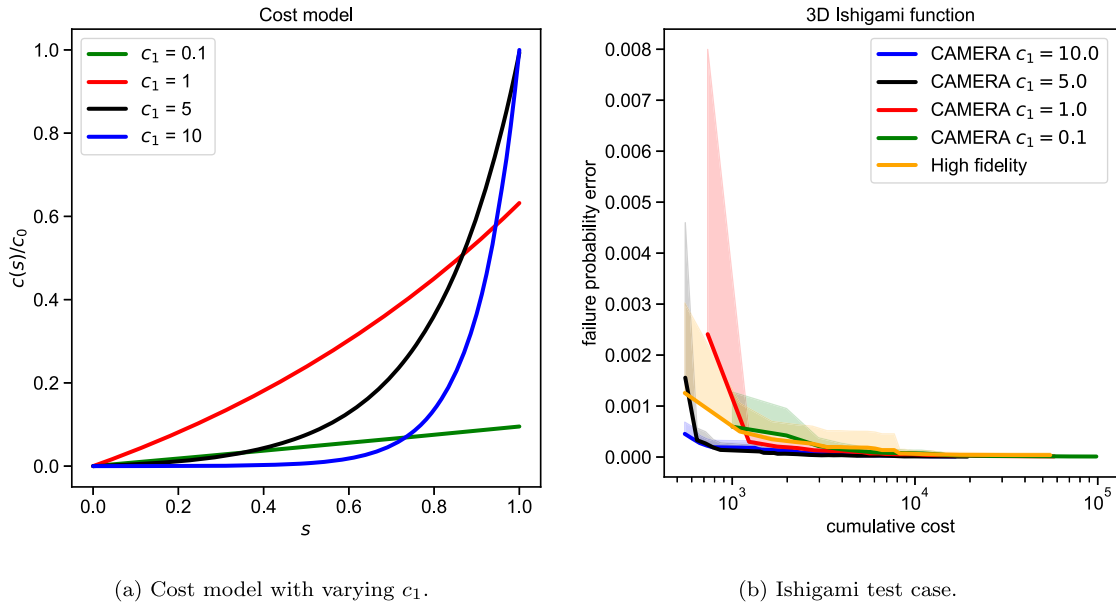 Cost model
c₁ = 0.1
c₁ = 1
c₁ = 5
c₁ = 10
1.0
0.8
0.6
0.4
0.2
0.0
c(s)/c₀
0.0 0.2 0.4 0.6 0.8 1.0
s
(a) Cost model with varying c₁.
3D Ishigami function
CAMERA c₁ = 10.0
CAMERA c₁ = 5.0
CAMERA c₁ = 1.0
CAMERA c₁ = 0.1
High fidelity
0.008
0.007
0.006
0.005
0.004
0.003
0.002
0.001
0.000
failure probability error
10³ 10⁴ 10⁵
cumulative cost
(b) Ishigami test case.